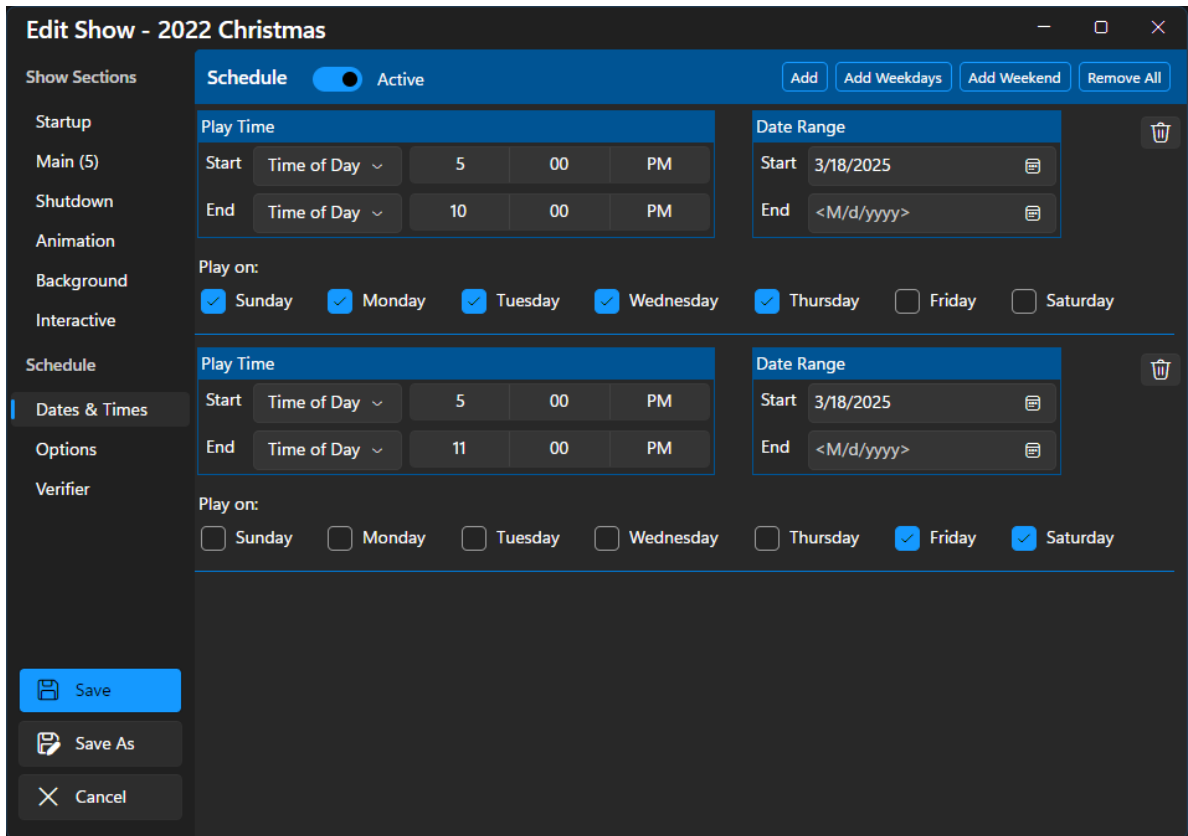 Edit Show - 2022 Christmas
Show Sections
Startup
Main (5)
Shutdown
Animation
Background
Interactive
Schedule
Dates & Times
Options
Verifier
Save
Save As
Cancel
Schedule Active Add Add Weekdays Add Weekend Remove All
Play Time Date Range
Start Time of Day 5 00 PM Start 3/18/2025
End Time of Day 10 00 PM End <M/d/yyyy>
Play on:
Sunday Monday Tuesday Wednesday Thursday Friday Saturday
Play Time Date Range
Start Time of Day 5 00 PM Start 3/18/2025
End Time of Day 11 00 PM End <M/d/yyyy>
Play on:
Sunday Monday Tuesday Wednesday Thursday Friday Saturday